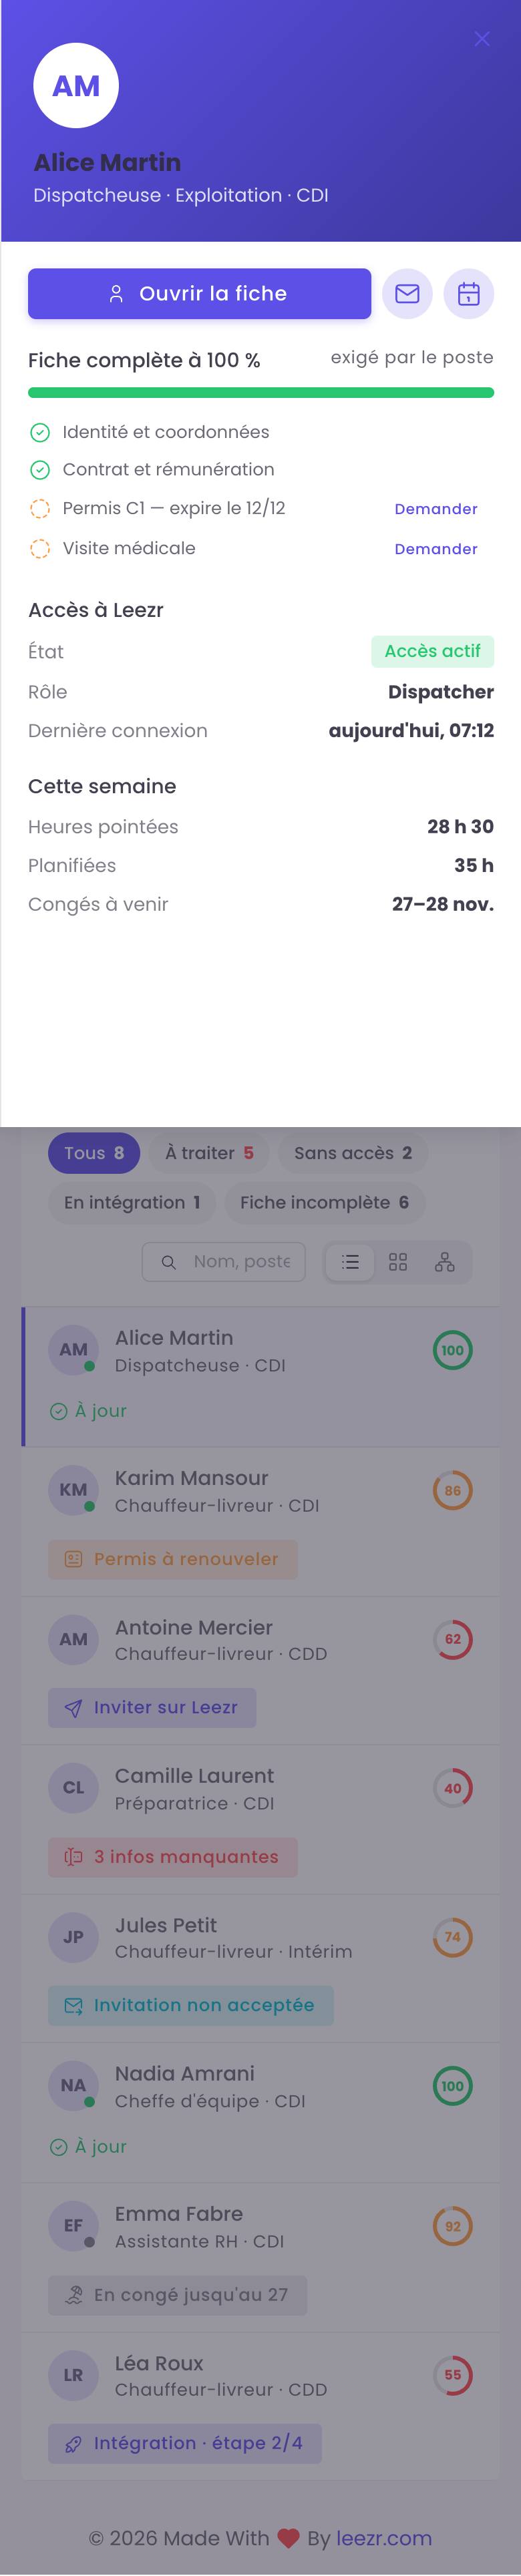 AM
Alice Martin
Dispatcheuse · Exploitation · CDI
Ouvrir la fiche
Fiche complète à 100 % exigé par le poste
Identité et coordonnées
Contrat et rémunération
Permis C1 — expire le 12/12 Demander
Visite médicale Demander
Accès à Leezr
État Accès actif
Rôle Dispatcher
Dernière connexion aujourd'hui, 07:12
Cette semaine
Heures pointées 28 h 30
Planifiées 35 h
Congés à venir 27–28 nov.
Tous 8 À traiter 5 Sans accès 2
En intégration 1 Fiche incomplète 6
Nom, poste
AM Alice Martin 100
Dispatcheuse · CDI
À jour
KM Karim Mansour 86
Chauffeur-livreur · CDI
Permis à renouveler
AM Antoine Mercier 62
Chauffeur-livreur · CDD
Inviter sur Leezr
CL Camille Laurent 40
Préparatrice · CDI
3 infos manquantes
JP Jules Petit 74
Chauffeur-livreur · Intérim
Invitation non acceptée
NA Nadia Amrani 100
Cheffe d'équipe · CDI
À jour
EF Emma Fabre 92
Assistante RH · CDI
En congé jusqu'au 27
LR Léa Roux 55
Chauffeur-livreur · CDD
Intégration · étape 2/4
© 2026 Made With ❤ By leezr.com